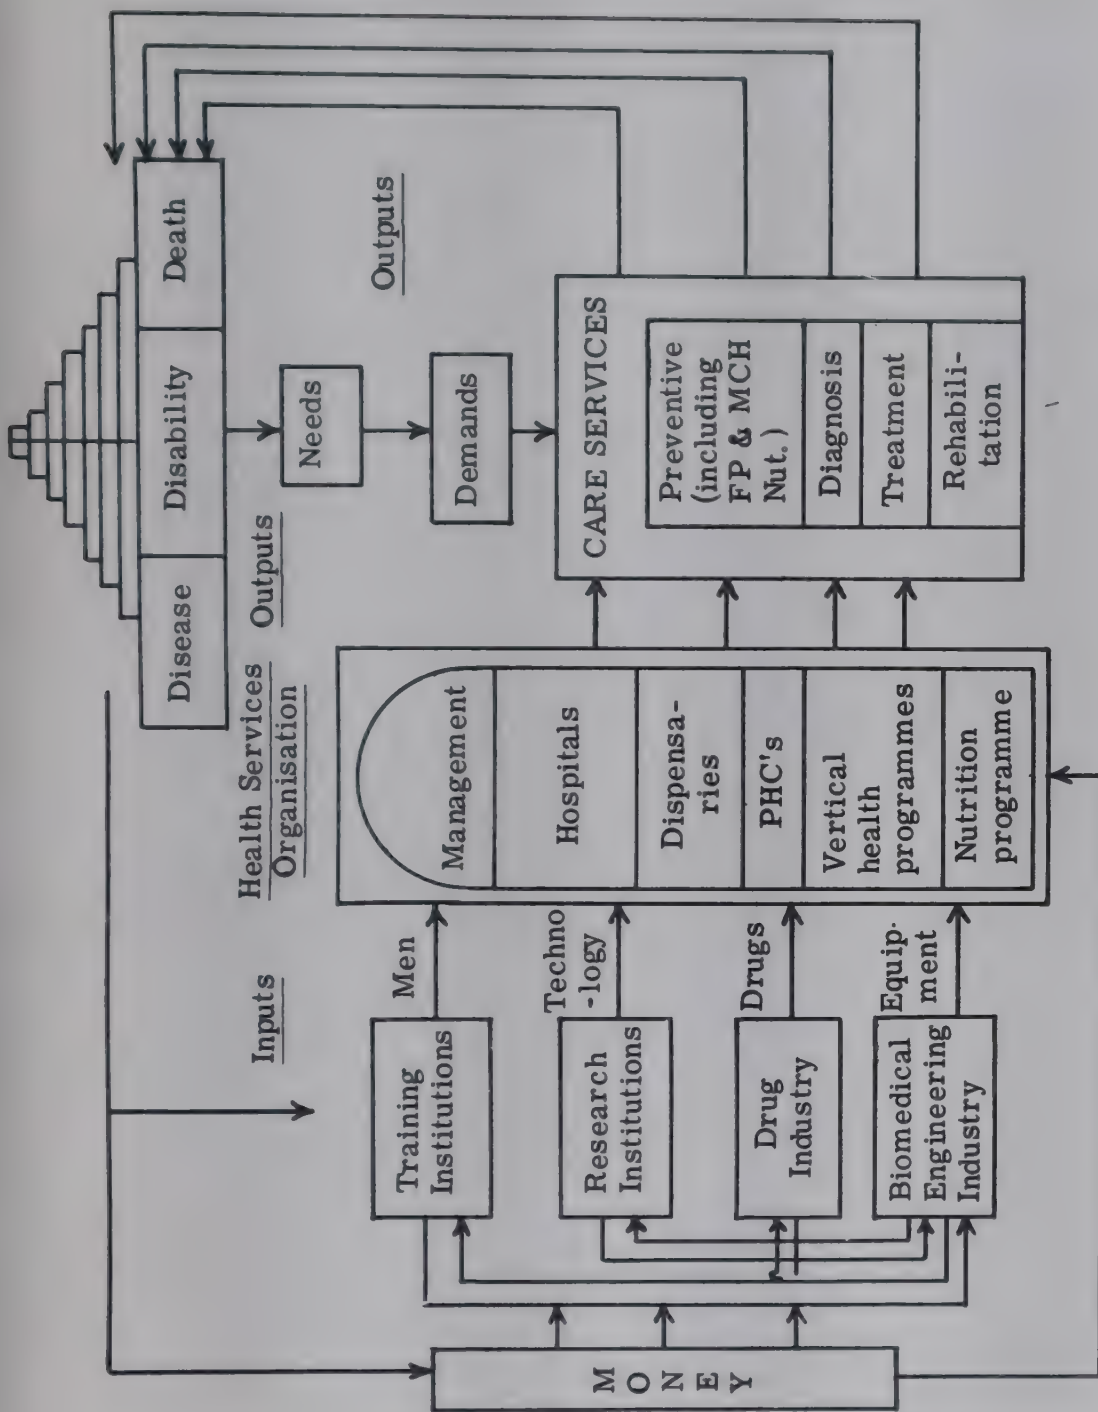 Disease
Disability
Death
Needs
Demands
Outputs
Inputs
Health Services
Organisation
Outputs
M
O
N
E
Y
Training
Institutions
Research
Institutions
Drug
Industry
Biomedical
Engineering
Industry
Men
Techno
-logy
Drugs
Equip-
ment
Management
Hospitals
Dispensa-
ries
PHC's
Vertical
health
programmes
Nutrition
programme
CARE SERVICES
Preventive
(including
FP & MCH
Nut.)
Diagnosis
Treatment
Rehabili-
tation